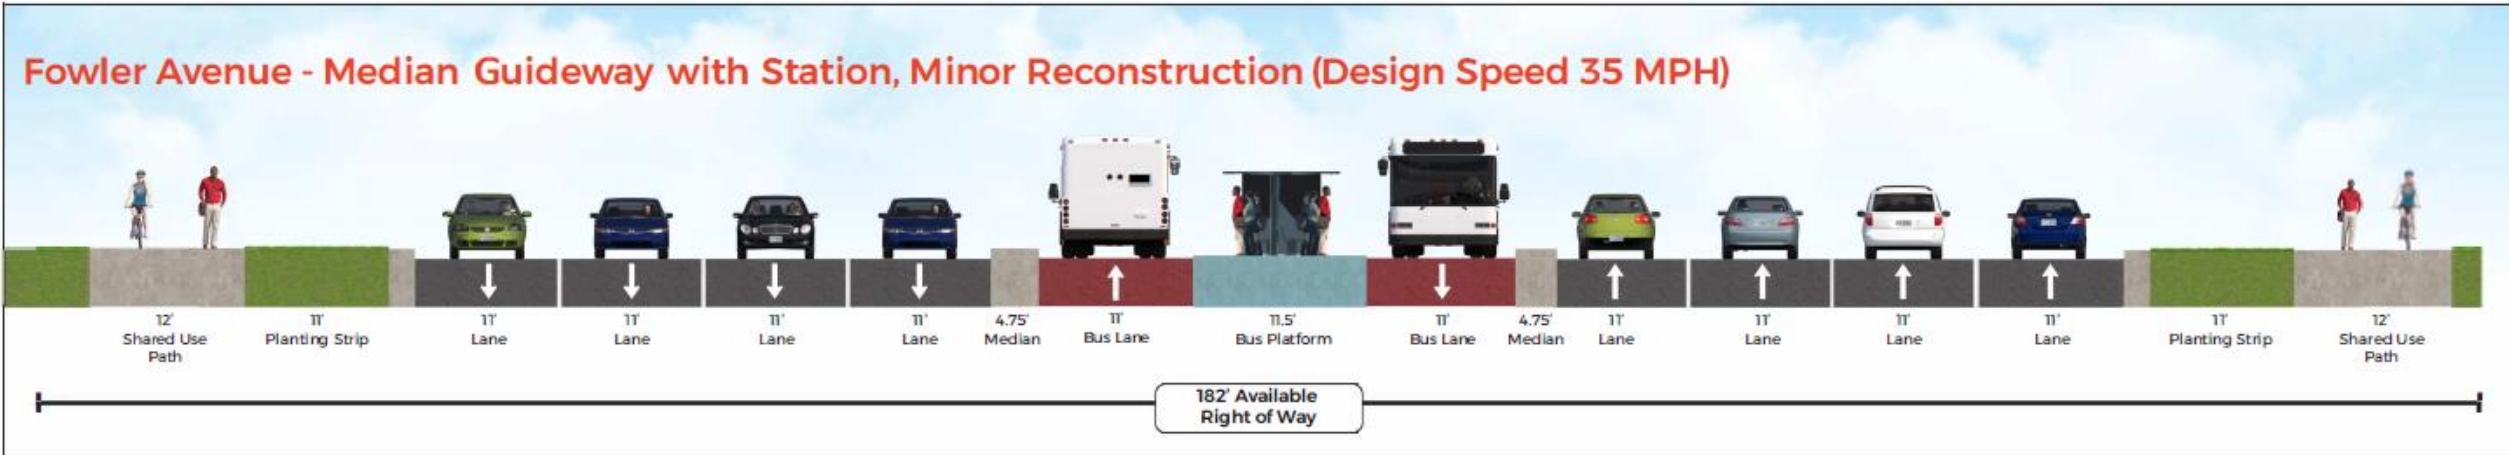 Fowler Avenue - Median Guideway with Station, Minor Reconstruction (Design Speed 35 MPH)
12'
Shared Use
Path
11'
Planting Strip
11'
Lane
11'
Lane
11'
Lane
11'
Lane
4.75'
Median
11'
Bus Lane
11.5'
Bus Platform
11'
Bus Lane
4.75'
Median
11'
Lane
11'
Lane
11'
Lane
11'
Lane
11'
Planting Strip
12'
Shared Use
Path
182' Available
Right of Way